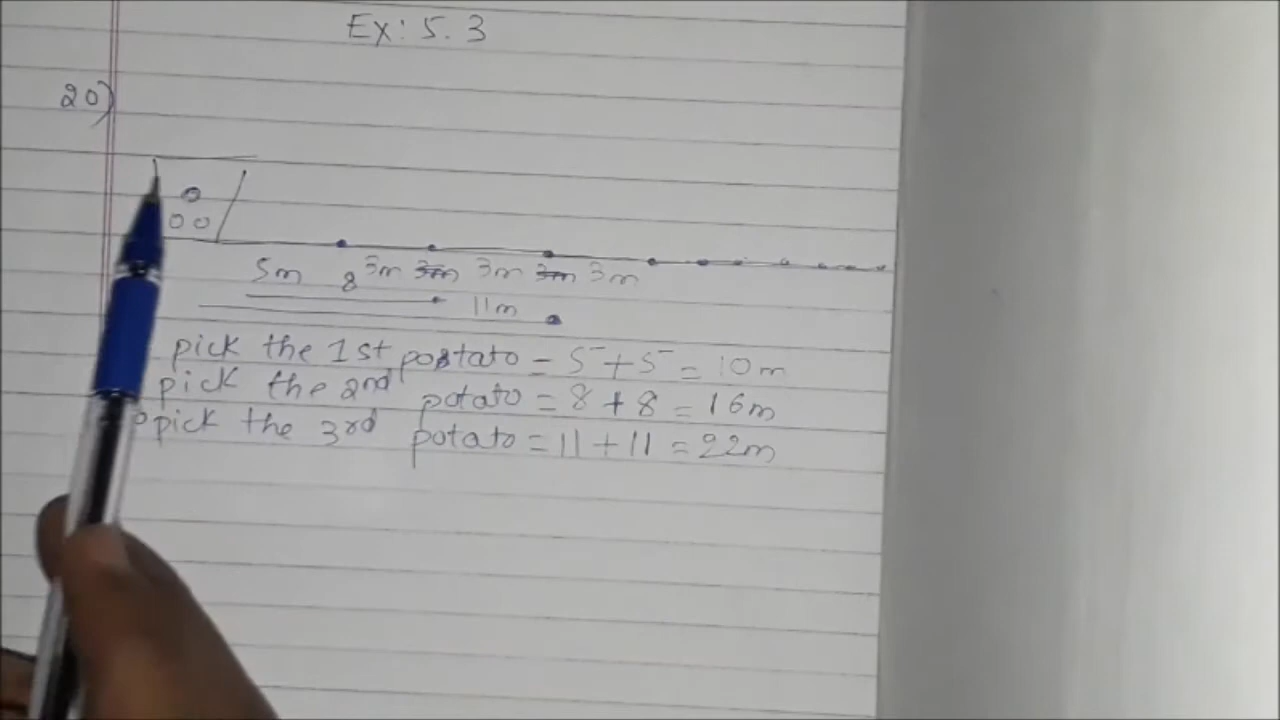 Ex: 5.3
20)
5m 8 3m 3m 3m 3m 3m
11m
pick the 1st potato = 5 + 5 = 10m
pick the 2nd potato = 8 + 8 = 16m
pick the 3rd potato = 11 + 11 = 22m